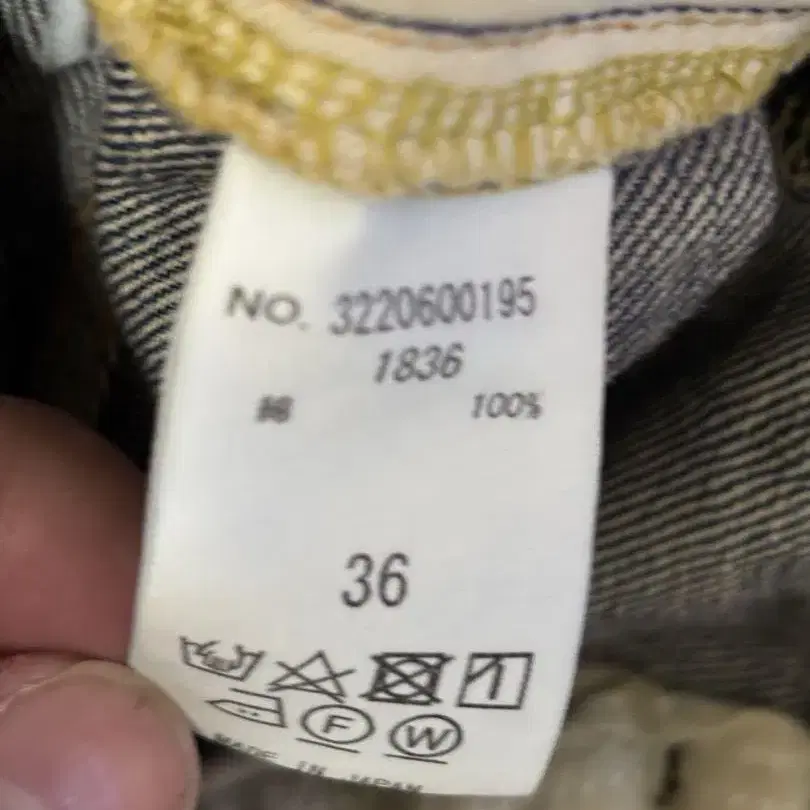 NO. 3220600195
1836
綿 100%
36
F W
MADE IN JAPAN